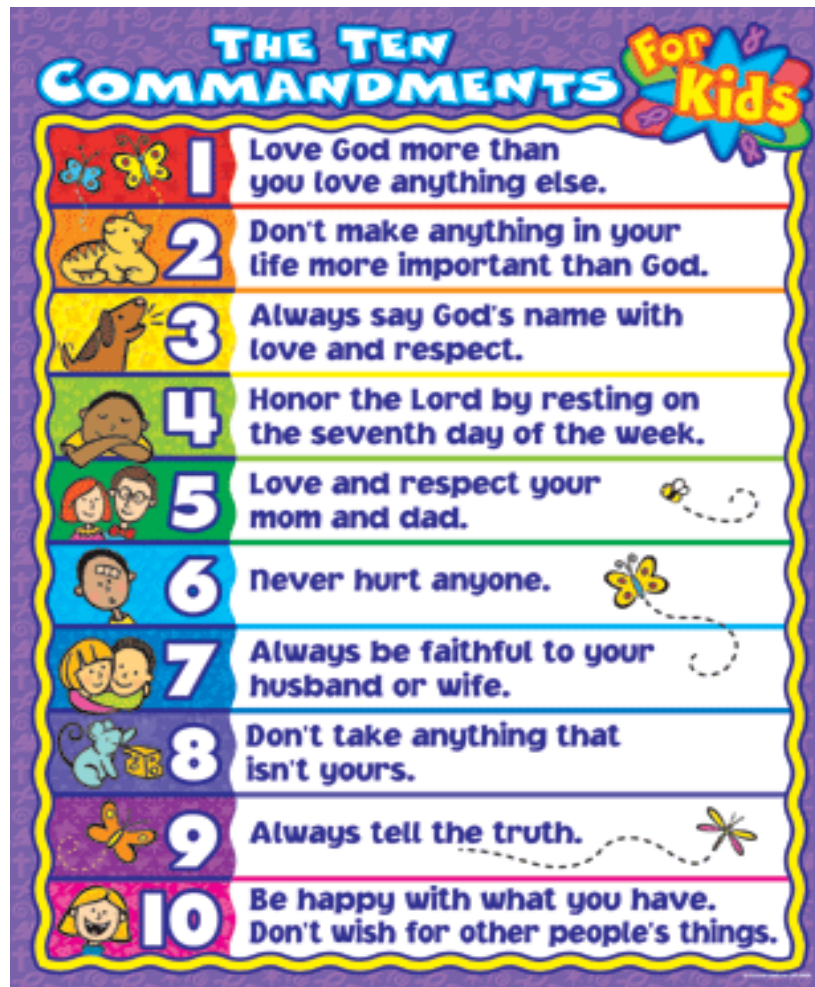 THE TEN
COMMANDMENTS
For
Kids
1
Love God more than
you love anything else.
2
Don't make anything in your
life more important than God.
3
Always say God's name with
love and respect.
4
Honor the Lord by resting on
the seventh day of the week.
5
Love and respect your
mom and dad.
6
Never hurt anyone.
7
Always be faithful to your
husband or wife.
8
Don't take anything that
isn't yours.
9
Always tell the truth.
10
Be happy with what you have.
Don't wish for other people's things.